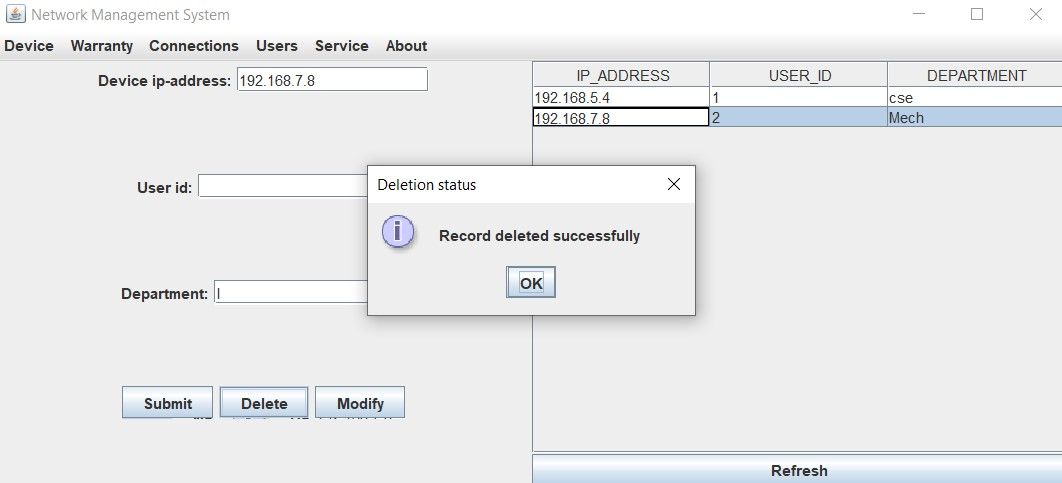 Network Management System
Device Warranty Connections Users Service About
Device ip-address: 192.168.7.8
IP_ADDRESS USER_ID DEPARTMENT
192.168.5.4 1 cse
192.168.7.8 2 Mech
Deletion status
User id:
Record deleted successfully
OK
Department: l
Submit Delete Modify
Refresh